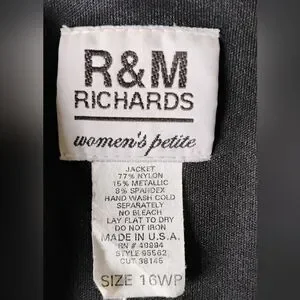 R&M
RICHARDS
women's petite
JACKET
77% NYLON
15% METALLIC
8% SPANDEX
HAND WASH COLD
SEPARATELY
NO BLEACH
LAY FLAT TO DRY
DO NOT IRON
MADE IN U.S.A.
RN # 49894
STYLE 95562
CUT 38145
SIZE 16WP